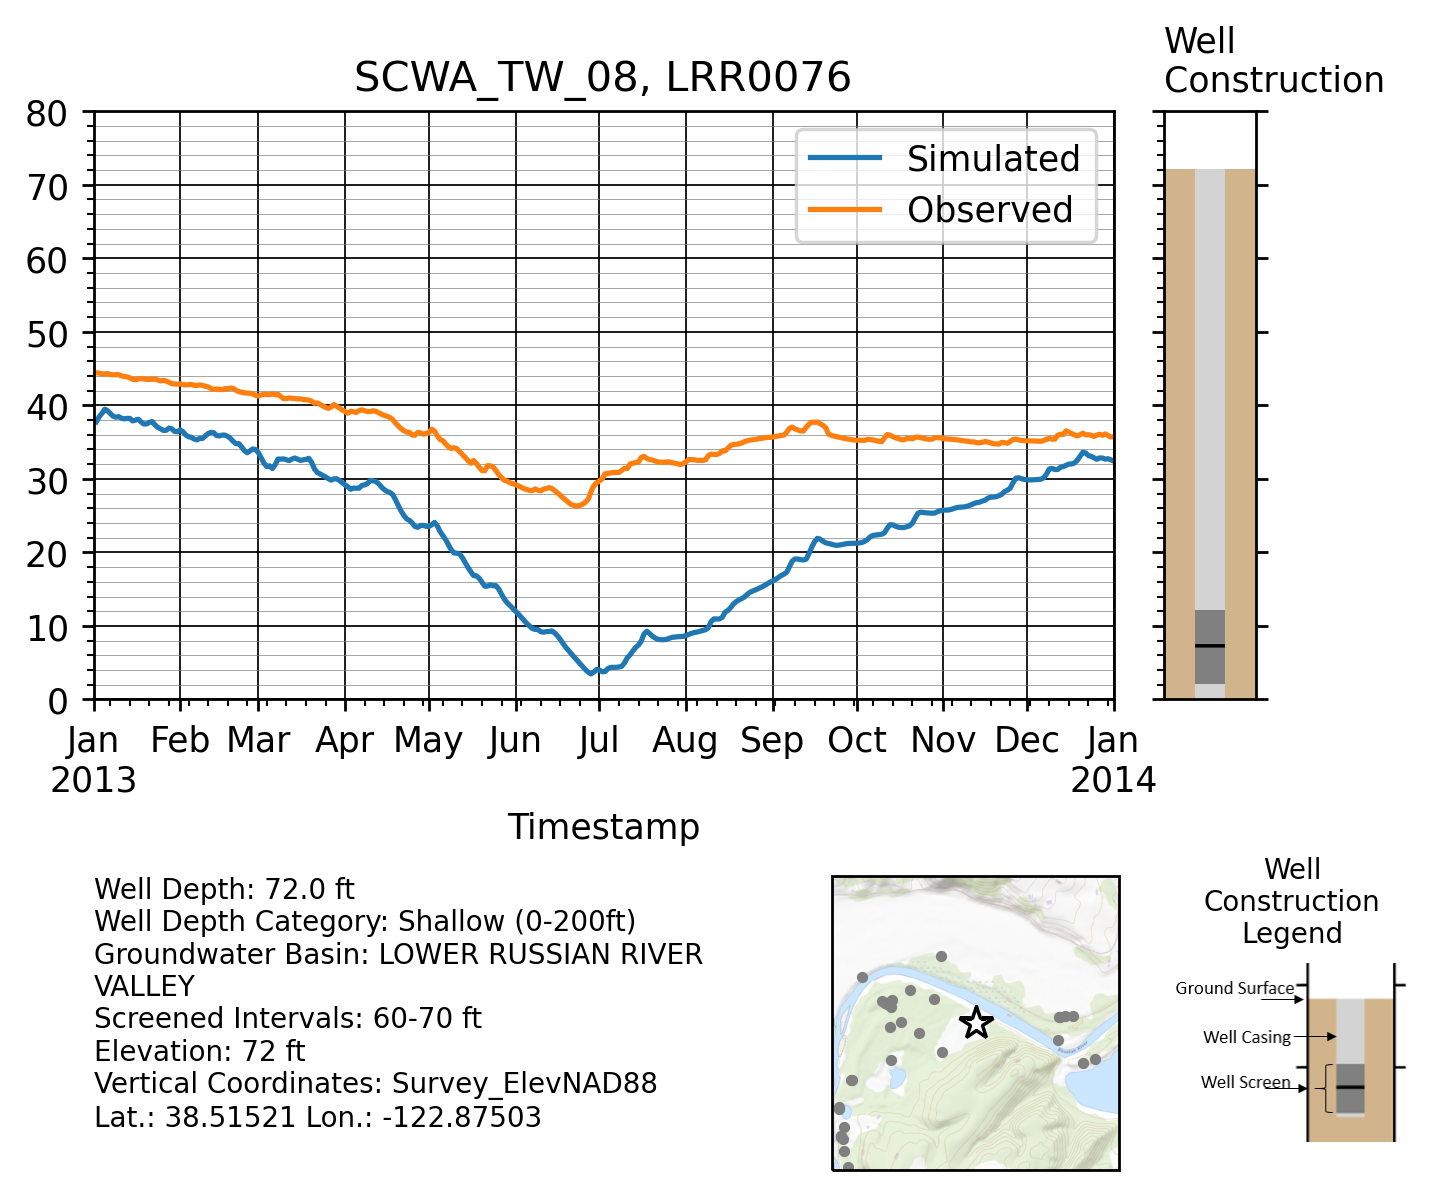 Well
Construction
SCWA_TW_08, LRR0076
80
70
60
50
40
30
20
10
0
Simulated
Observed
Jan
2013
Feb
Mar
Apr
May
Jun
Jul
Aug
Sep
Oct
Nov
Dec
Jan
2014
Timestamp
Well Depth: 72.0 ft
Well Depth Category: Shallow (0-200ft)
Groundwater Basin: LOWER RUSSIAN RIVER
VALLEY
Screened Intervals: 60-70 ft
Elevation: 72 ft
Vertical Coordinates: Survey_ElevNAD88
Lat.: 38.51521 Lon.: -122.87503
Russian River
Well
Construction
Legend
Ground Surface
Well Casing
Well Screen